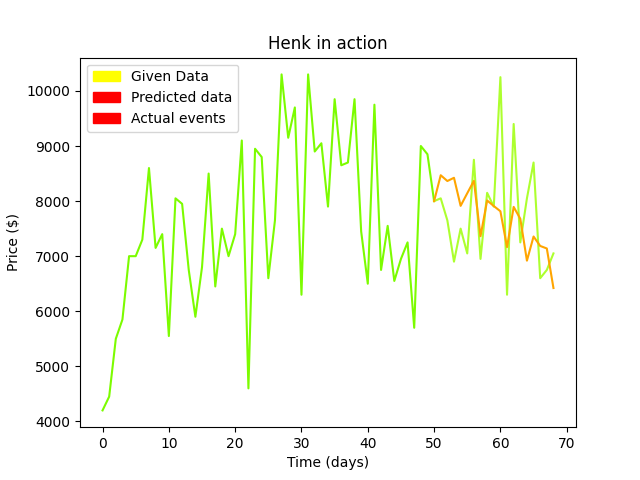 Henk in action
Given Data
Predicted data
Actual events
Price ($)
10000
9000
8000
7000
6000
5000
4000
0 10 20 30 40 50 60 70
Time (days)